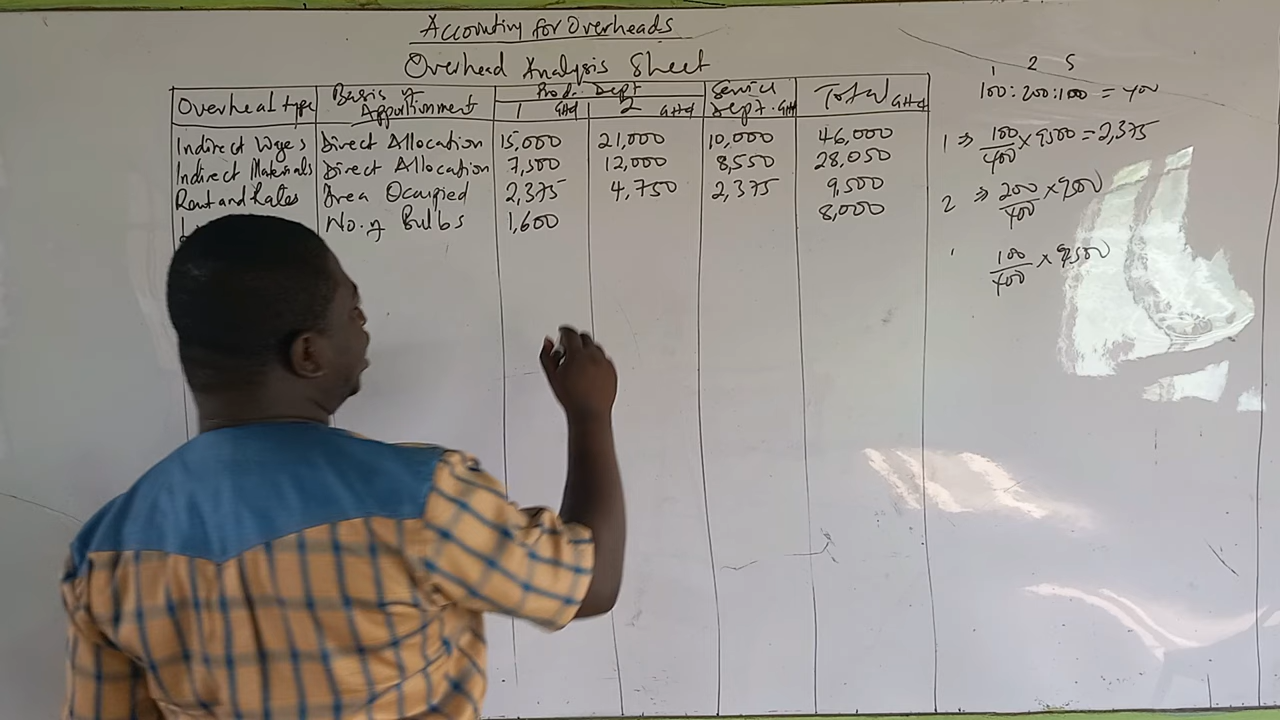 Accounting for Overheads
Overhead Analysis Sheet
Overhead type Basis of Apportionment Prod. Dept Service Dept. GH¢ Total GH¢
1 GH¢ 2 GH¢
Indirect Wages Direct Allocation 15,000 21,000 10,000 46,000
Indirect Materials Direct Allocation 7,500 12,000 8,550 28,050
Rent and Rates Area Ocupied 2,375 4,750 2,375 9,500
No. of Bulbs 1,600 8,000
1 2 S
100:200:100 = 400
1 ⇒ 100/400 × 9500 = 2,375
2 ⇒ 200/400 × 9500
100/400 × 9500